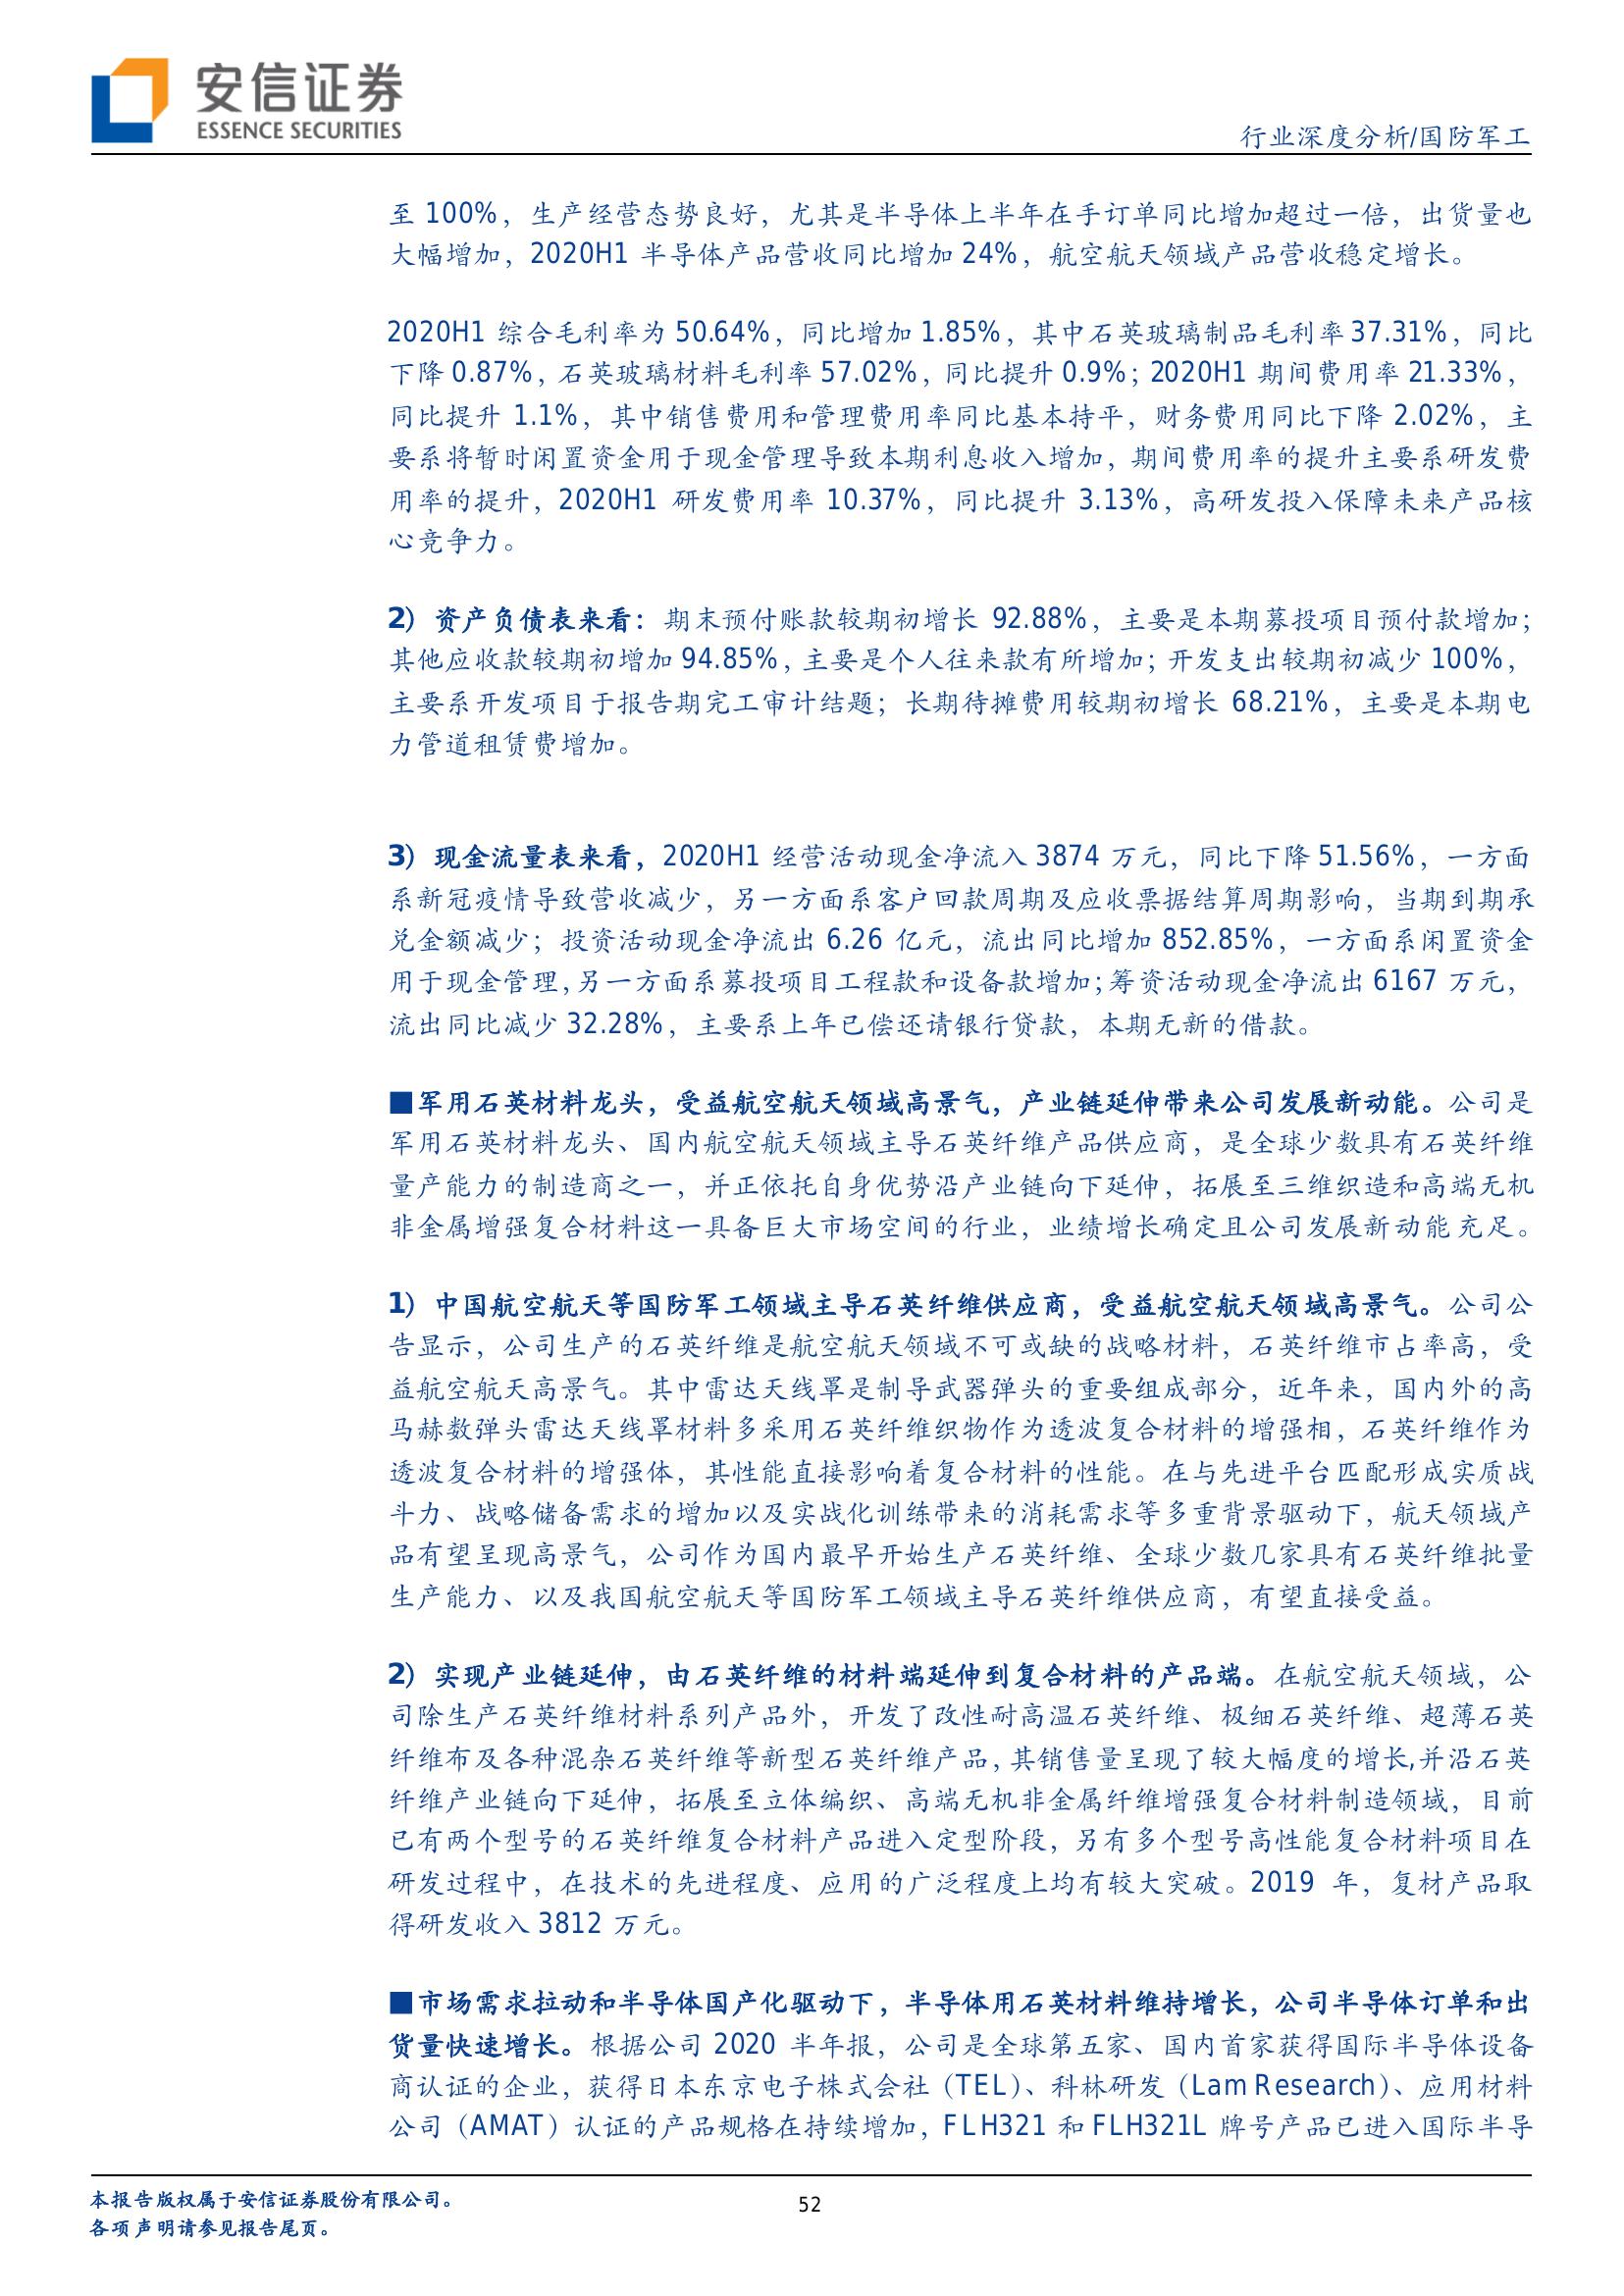 安信证券
ESSENCE SECURITIES
行业深度分析/国防军工
至 100%，生产经营态势良好，尤其是半导体上半年在手订单同比增加超过一倍，出货量也
大幅增加，2020H1 半导体产品营收同比增加 24%，航空航天领域产品营收稳定增长。
2020H1 综合毛利率为 50.64%，同比增加 1.85%，其中石英玻璃制品毛利率 37.31%，同比
下降 0.87%，石英玻璃材料毛利率 57.02%，同比提升 0.9%；2020H1 期间费用率 21.33%，
同比提升 1.1%，其中销售费用和管理费用率同比基本持平，财务费用同比下降 2.02%，主
要系将暂时闲置资金用于现金管理导致本期利息收入增加，期间费用率的提升主要系研发费
用率的提升，2020H1 研发费用率 10.37%，同比提升 3.13%，高研发投入保障未来产品核
心竞争力。
2）资产负债表来看：期末预付账款较期初增长 92.88%，主要是本期募投项目预付款增加；
其他应收款较期初增加 94.85%，主要是个人往来款有所增加；开发支出较期初减少 100%，
主要系开发项目于报告期完工审计结题；长期待摊费用较期初增长 68.21%，主要是本期电
力管道租赁费增加。
3）现金流量表来看，2020H1 经营活动现金净流入 3874 万元，同比下降 51.56%，一方面
系新冠疫情导致营收减少，另一方面系客户回款周期及应收票据结算周期影响，当期到期承
兑金额减少；投资活动现金净流出 6.26 亿元，流出同比增加 852.85%，一方面系闲置资金
用于现金管理，另一方面系募投项目工程款和设备款增加；筹资活动现金净流出 6167 万元，
流出同比减少 32.28%，主要系上年已偿还请银行贷款，本期无新的借款。
■军用石英材料龙头，受益航空航天领域高景气，产业链延伸带来公司发展新动能。公司是
军用石英材料龙头、国内航空航天领域主导石英纤维产品供应商，是全球少数具有石英纤维
量产能力的制造商之一，并正依托自身优势沿产业链向下延伸，拓展至三维织造和高端无机
非金属增强复合材料这一具备巨大市场空间的行业，业绩增长确定且公司发展新动能充足。
1）中国航空航天等国防军工领域主导石英纤维供应商，受益航空航天领域高景气。公司公
告显示，公司生产的石英纤维是航空航天领域不可或缺的战略材料，石英纤维市占率高，受
益航空航天高景气。其中雷达天线罩是制导武器弹头的重要组成部分，近年来，国内外的高
马赫数弹头雷达天线罩材料多采用石英纤维织物作为透波复合材料的增强相，石英纤维作为
透波复合材料的增强体，其性能直接影响着复合材料的性能。在与先进平台匹配形成实质战
斗力、战略储备需求的增加以及实战化训练带来的消耗需求等多重背景驱动下，航天领域产
品有望呈现高景气，公司作为国内最早开始生产石英纤维、全球少数几家具有石英纤维批量
生产能力、以及我国航空航天等国防军工领域主导石英纤维供应商，有望直接受益。
2）实现产业链延伸，由石英纤维的材料端延伸到复合材料的产品端。在航空航天领域，公
司除生产石英纤维材料系列产品外，开发了改性耐高温石英纤维、极细石英纤维、超薄石英
纤维布及各种混杂石英纤维等新型石英纤维产品，其销售量呈现了较大幅度的增长,并沿石英
纤维产业链向下延伸，拓展至立体编织、高端无机非金属纤维增强复合材料制造领域，目前
已有两个型号的石英纤维复合材料产品进入定型阶段，另有多个型号高性能复合材料项目在
研发过程中，在技术的先进程度、应用的广泛程度上均有较大突破。2019 年，复材产品取
得研发收入 3812 万元。
■市场需求拉动和半导体国产化驱动下，半导体用石英材料维持增长，公司半导体订单和出
货量快速增长。根据公司 2020 半年报，公司是全球第五家、国内首家获得国际半导体设备
商认证的企业，获得日本东京电子株式会社（TEL）、科林研发（Lam Research）、应用材料
公司（AMAT）认证的产品规格在持续增加，FLH321 和 FLH321L 牌号产品已进入国际半导
本报告版权属于安信证券股份有限公司。
各项声明请参见报告尾页。
52